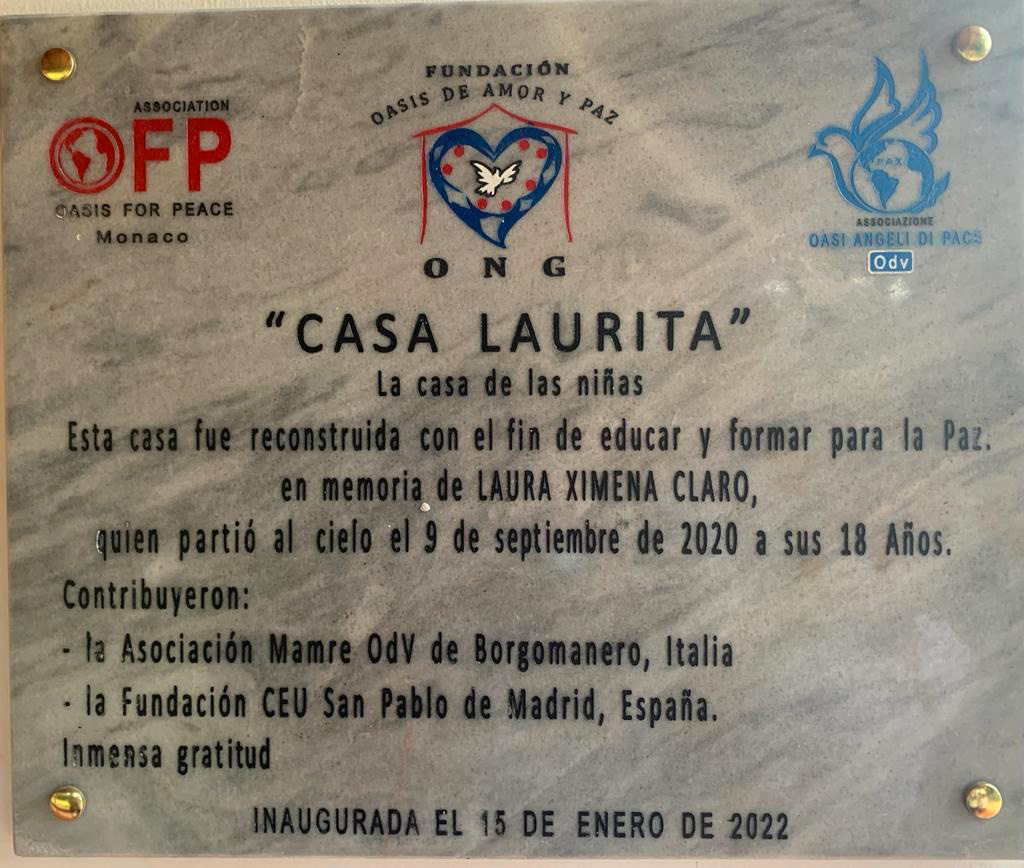 ASSOCIATION
OFP
OASIS FOR PEACE
Monaco
FUNDACIÓN
OASIS DE AMOR Y PAZ
ONG
PAX
ASSOCIAZIONE
OASI ANGELI DI PACE
Odv
“CASA LAURITA”
La casa de las niñas
Esta casa fue reconstruida con el fin de educar y formar para la Paz.
en memoria de LAURA XIMENA CLARO,
quien partió al cielo el 9 de septiembre de 2020 a sus 18 Años.
Contribuyeron:
- la Asociación Mamre OdV de Borgomanero, Italia
- la Fundación CEU San Pablo de Madrid, España.
Inmensa gratitud
INAUGURADA EL 15 DE ENERO DE 2022